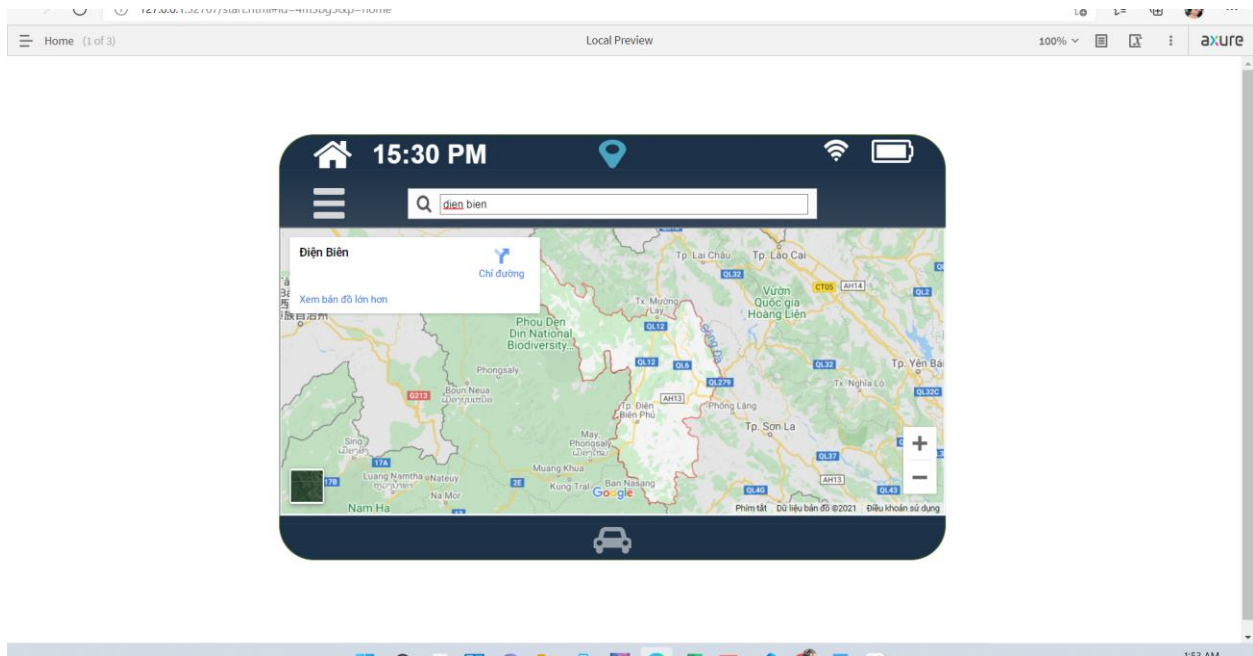 Home (1 of 3)
Local Preview
100%
axure
15:30 PM
dien bien
Điện Biên
Chỉ đường
Xem bản đồ lớn hơn
Tp. Lai Châu
Tp. Lào Cai
QL32
CT05
AH14
QL2
Vườn
Quốc gia
Hoàng Liên
Tx. Mường
Lay
Sông Đà
Phou Den
Din National
Biodiversity...
QL12
QL12
QL6
QL32
Tp. Yên Bái
Phongsaly
QL279
Tx. Nghĩa Lộ
QL32C
G213
Boun Neua
AH13
Tp. Điện
Biên Phủ
Phỏng Lăng
Tp. Sơn La
May,
Phongsaly
Sing
17A
QL37
Muang Khua
Luang Namtha
Nateuy
17B
2E
Kung Tral
Ban Nasang
AH13
Na Mor
Google
QL40
QL43
Nam Ha
Phím tắt
Dữ liệu bản đồ ©2021
Điều khoản sử dụng
1:53 AM